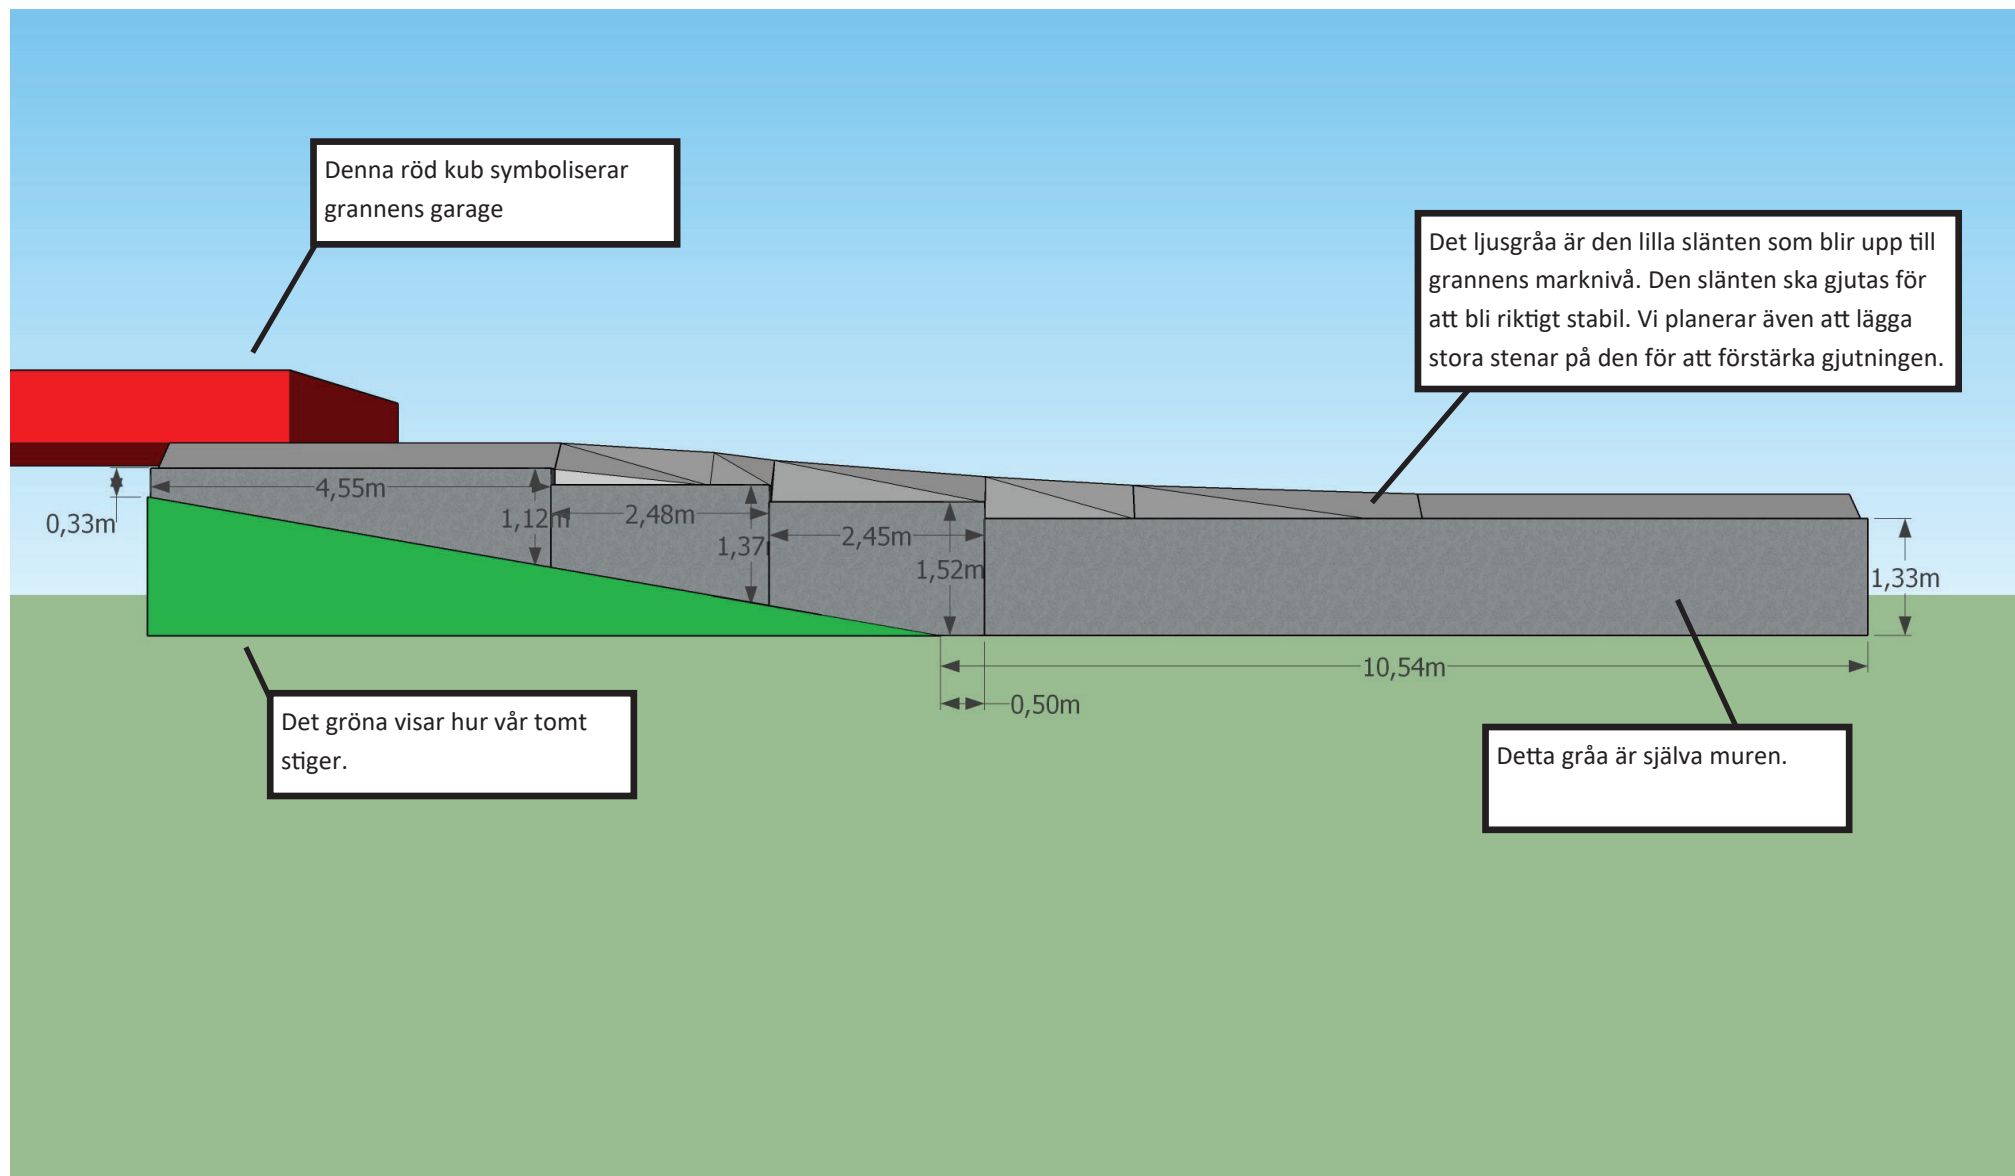 Denna röd kub symboliserar
grannens garage
Det ljusgråa är den lilla slänten som blir upp till
grannens marknivå. Den slänten ska gjutas för
att bli riktigt stabil. Vi planerar även att lägga
stora stenar på den för att förstärka gjutningen.
4,55m
0,33m
1,12m
2,48m
1,37
2,45m
1,52m
1,33m
10,54m
0,50m
Det gröna visar hur vår tomt
stiger.
Detta gråa är själva muren.